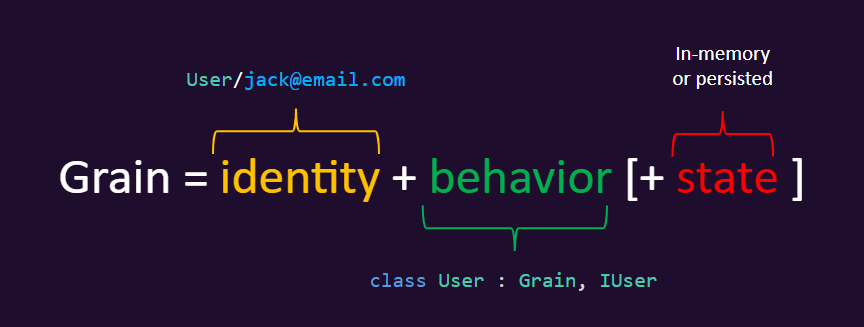 In-memory
or persisted
User/jack@email.com
Grain = identity + behavior [+ state ]
class User : Grain, IUser